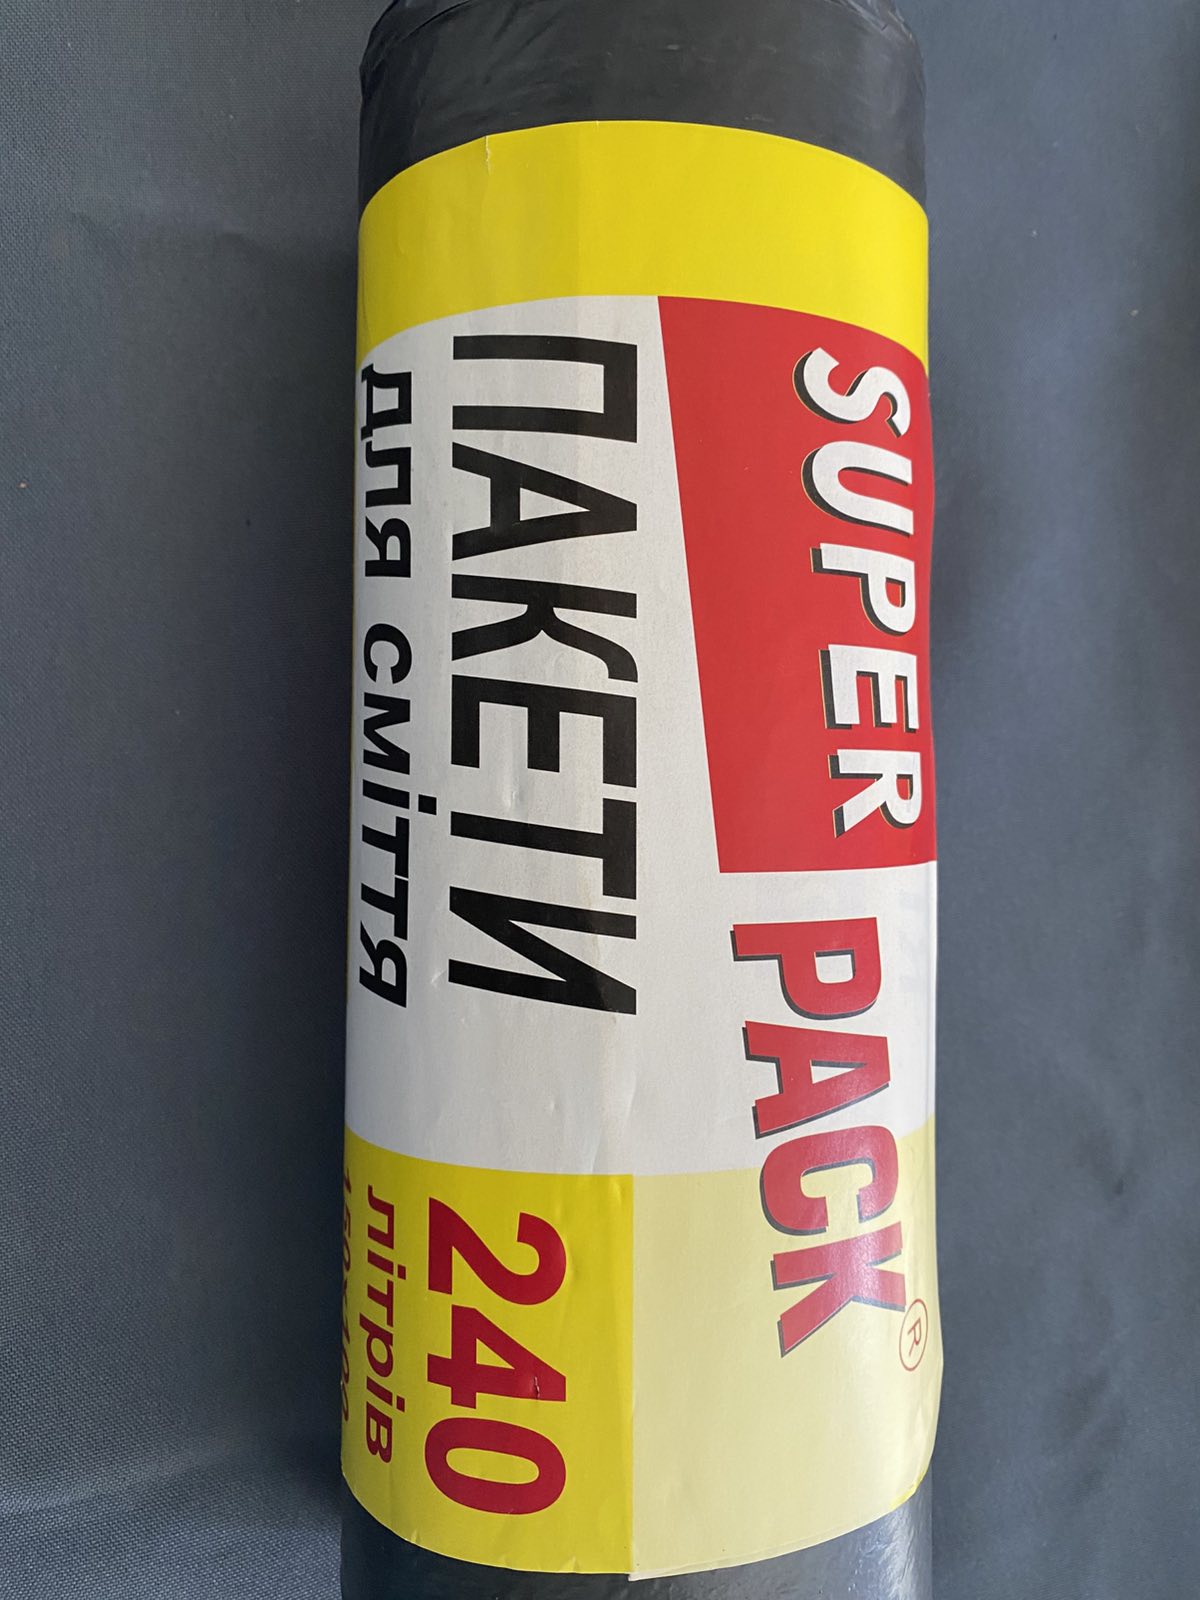 SUPER PACK®
ПАКЕТИ
для сміття
240
літрів